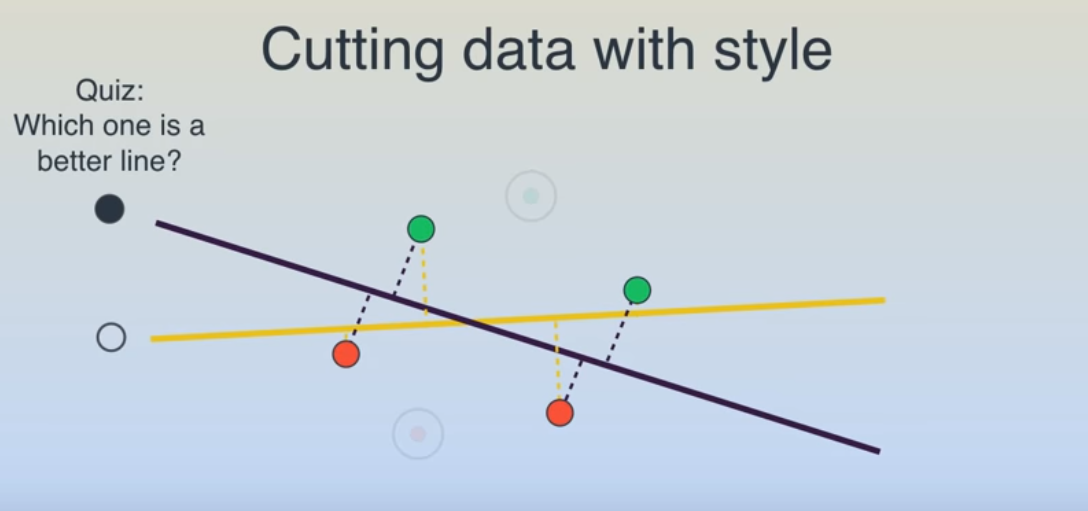 Cutting data with style
Quiz:
Which one is a
better line?